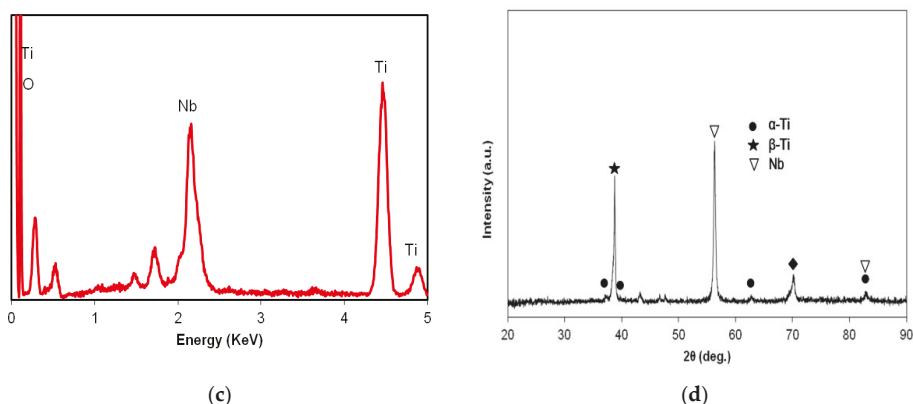 Ti
O
Nb
Ti
Ti
0 1 2 3 4 5
Energy (KeV)
(c)
Intensity (a.u.)
α-Ti
β-Ti
Nb
20 30 40 50 60 70 80 90
2θ (deg.)
(d)